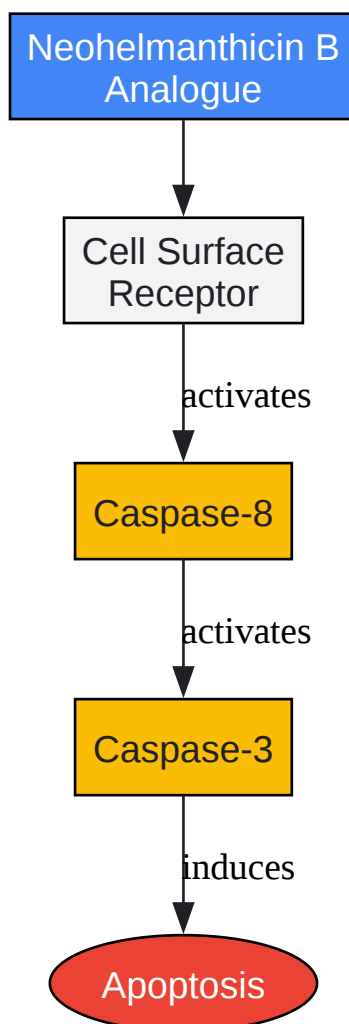 Neohelmanthicin B
Analogue
Cell Surface
Receptor
activates
Caspase-8
activates
Caspase-3
induces
Apoptosis